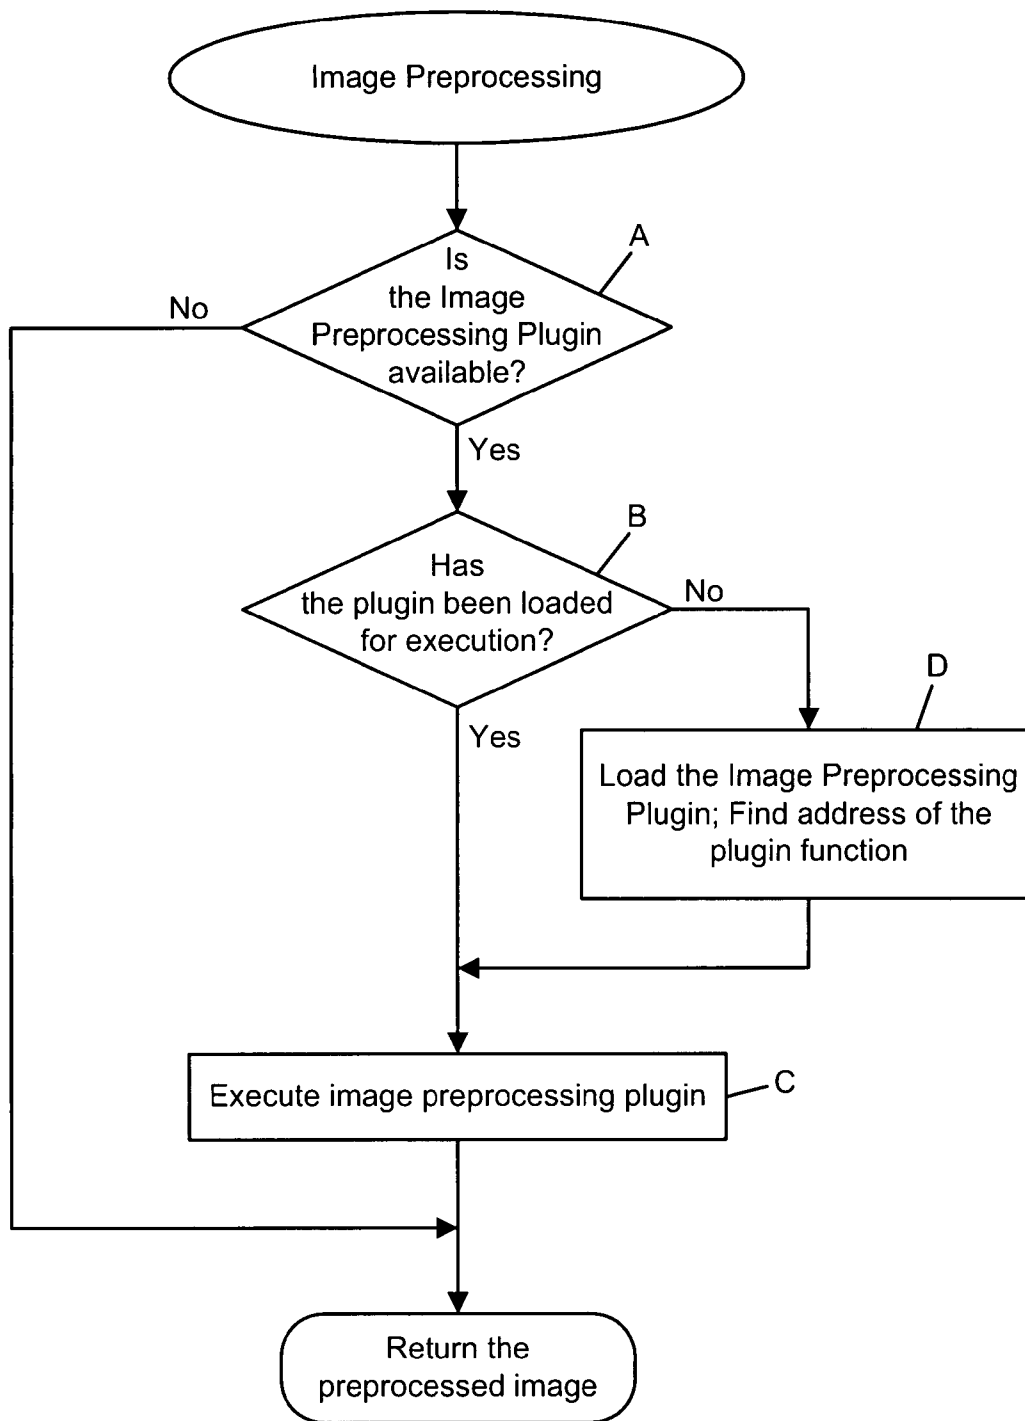 Image Preprocessing
A
Is
the Image
Preprocessing Plugin
available?
No
Yes
B
Has
the plugin been loaded
for execution?
No
Yes
D
Load the Image Preprocessing
Plugin; Find address of the
plugin function
Execute image preprocessing plugin
C
Return the
preprocessed image